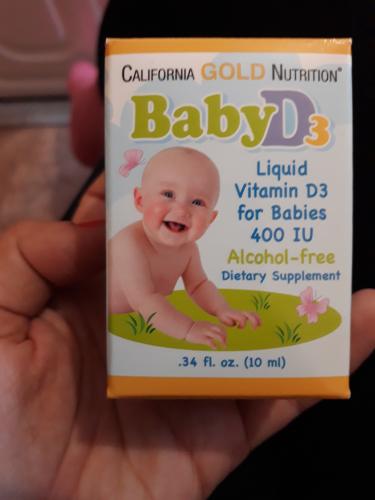 CALIFORNIA GOLD NUTRITION®
BabyD3
Liquid
Vitamin D3
for Babies
400 IU
Alcohol-free
Dietary Supplement
.34 fl. oz. (10 ml)